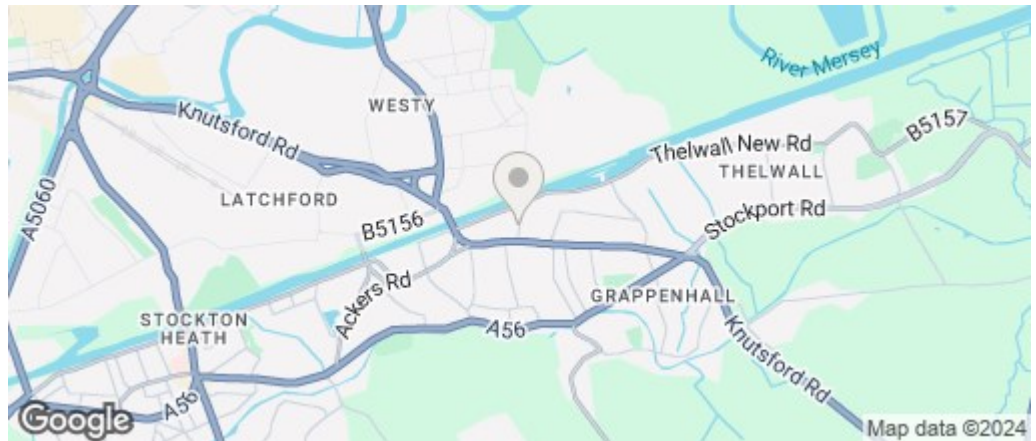 River Mersey
WESTY
Knutsford Rd
B5157
Thelwall New Rd
THELWALL
A5060
LATCHFORD
B5156
Stockport Rd
Ackers Rd
GRAPPENHALL
STOCKTON
HEATH
A56
Knutsford Rd
A56
Google
Map data ©2024